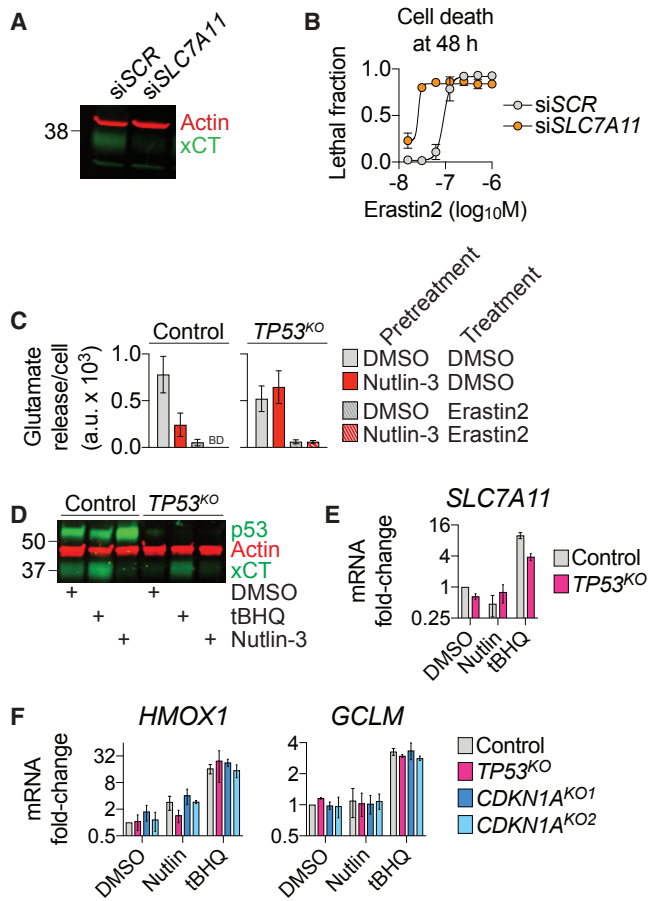 A
siSCR
siSLC7A11
38
Actin
xCT
B
Cell death
at 48 h
Lethal fraction
1.0
0.5
0.0
-8
-7
-6
Erastin2 (log10M)
siSCR
siSLC7A11
C
Control
TP53KO
Glutamate
release/cell
(a.u. x 103)
1.0
0.5
0
BD
Pretreatment
Treatment
DMSO DMSO
Nutlin-3 DMSO
DMSO Erastin2
Nutlin-3 Erastin2
D
Control TP53KO
50
37
p53
Actin
xCT
+ + DMSO
+ + tBHQ
+ + Nutlin-3
E
SLC7A11
mRNA
fold-change
16
4
1
0.25
DMSO
Nutlin
tBHQ
Control
TP53KO
F
HMOX1
mRNA
fold-change
32
8
2
0.5
DMSO
Nutlin
tBHQ
GCLM
4
2
1
0.5
DMSO
Nutlin
tBHQ
Control
TP53KO
CDKN1AKO1
CDKN1AKO2